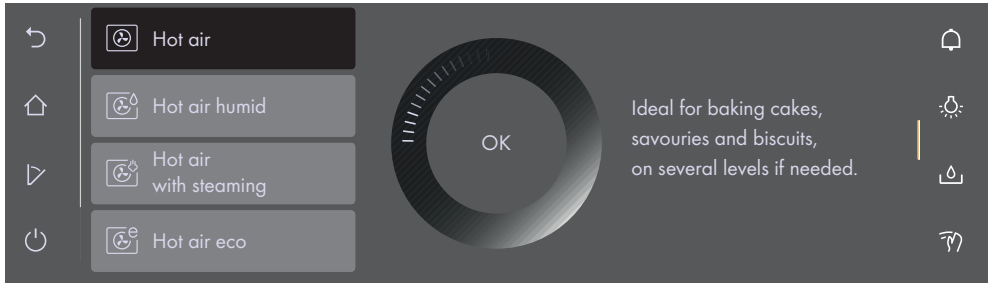 Hot air
Hot air humid
Hot air
with steaming
e
Hot air eco
OK
Ideal for baking cakes,
savouries and biscuits,
on several levels if needed.